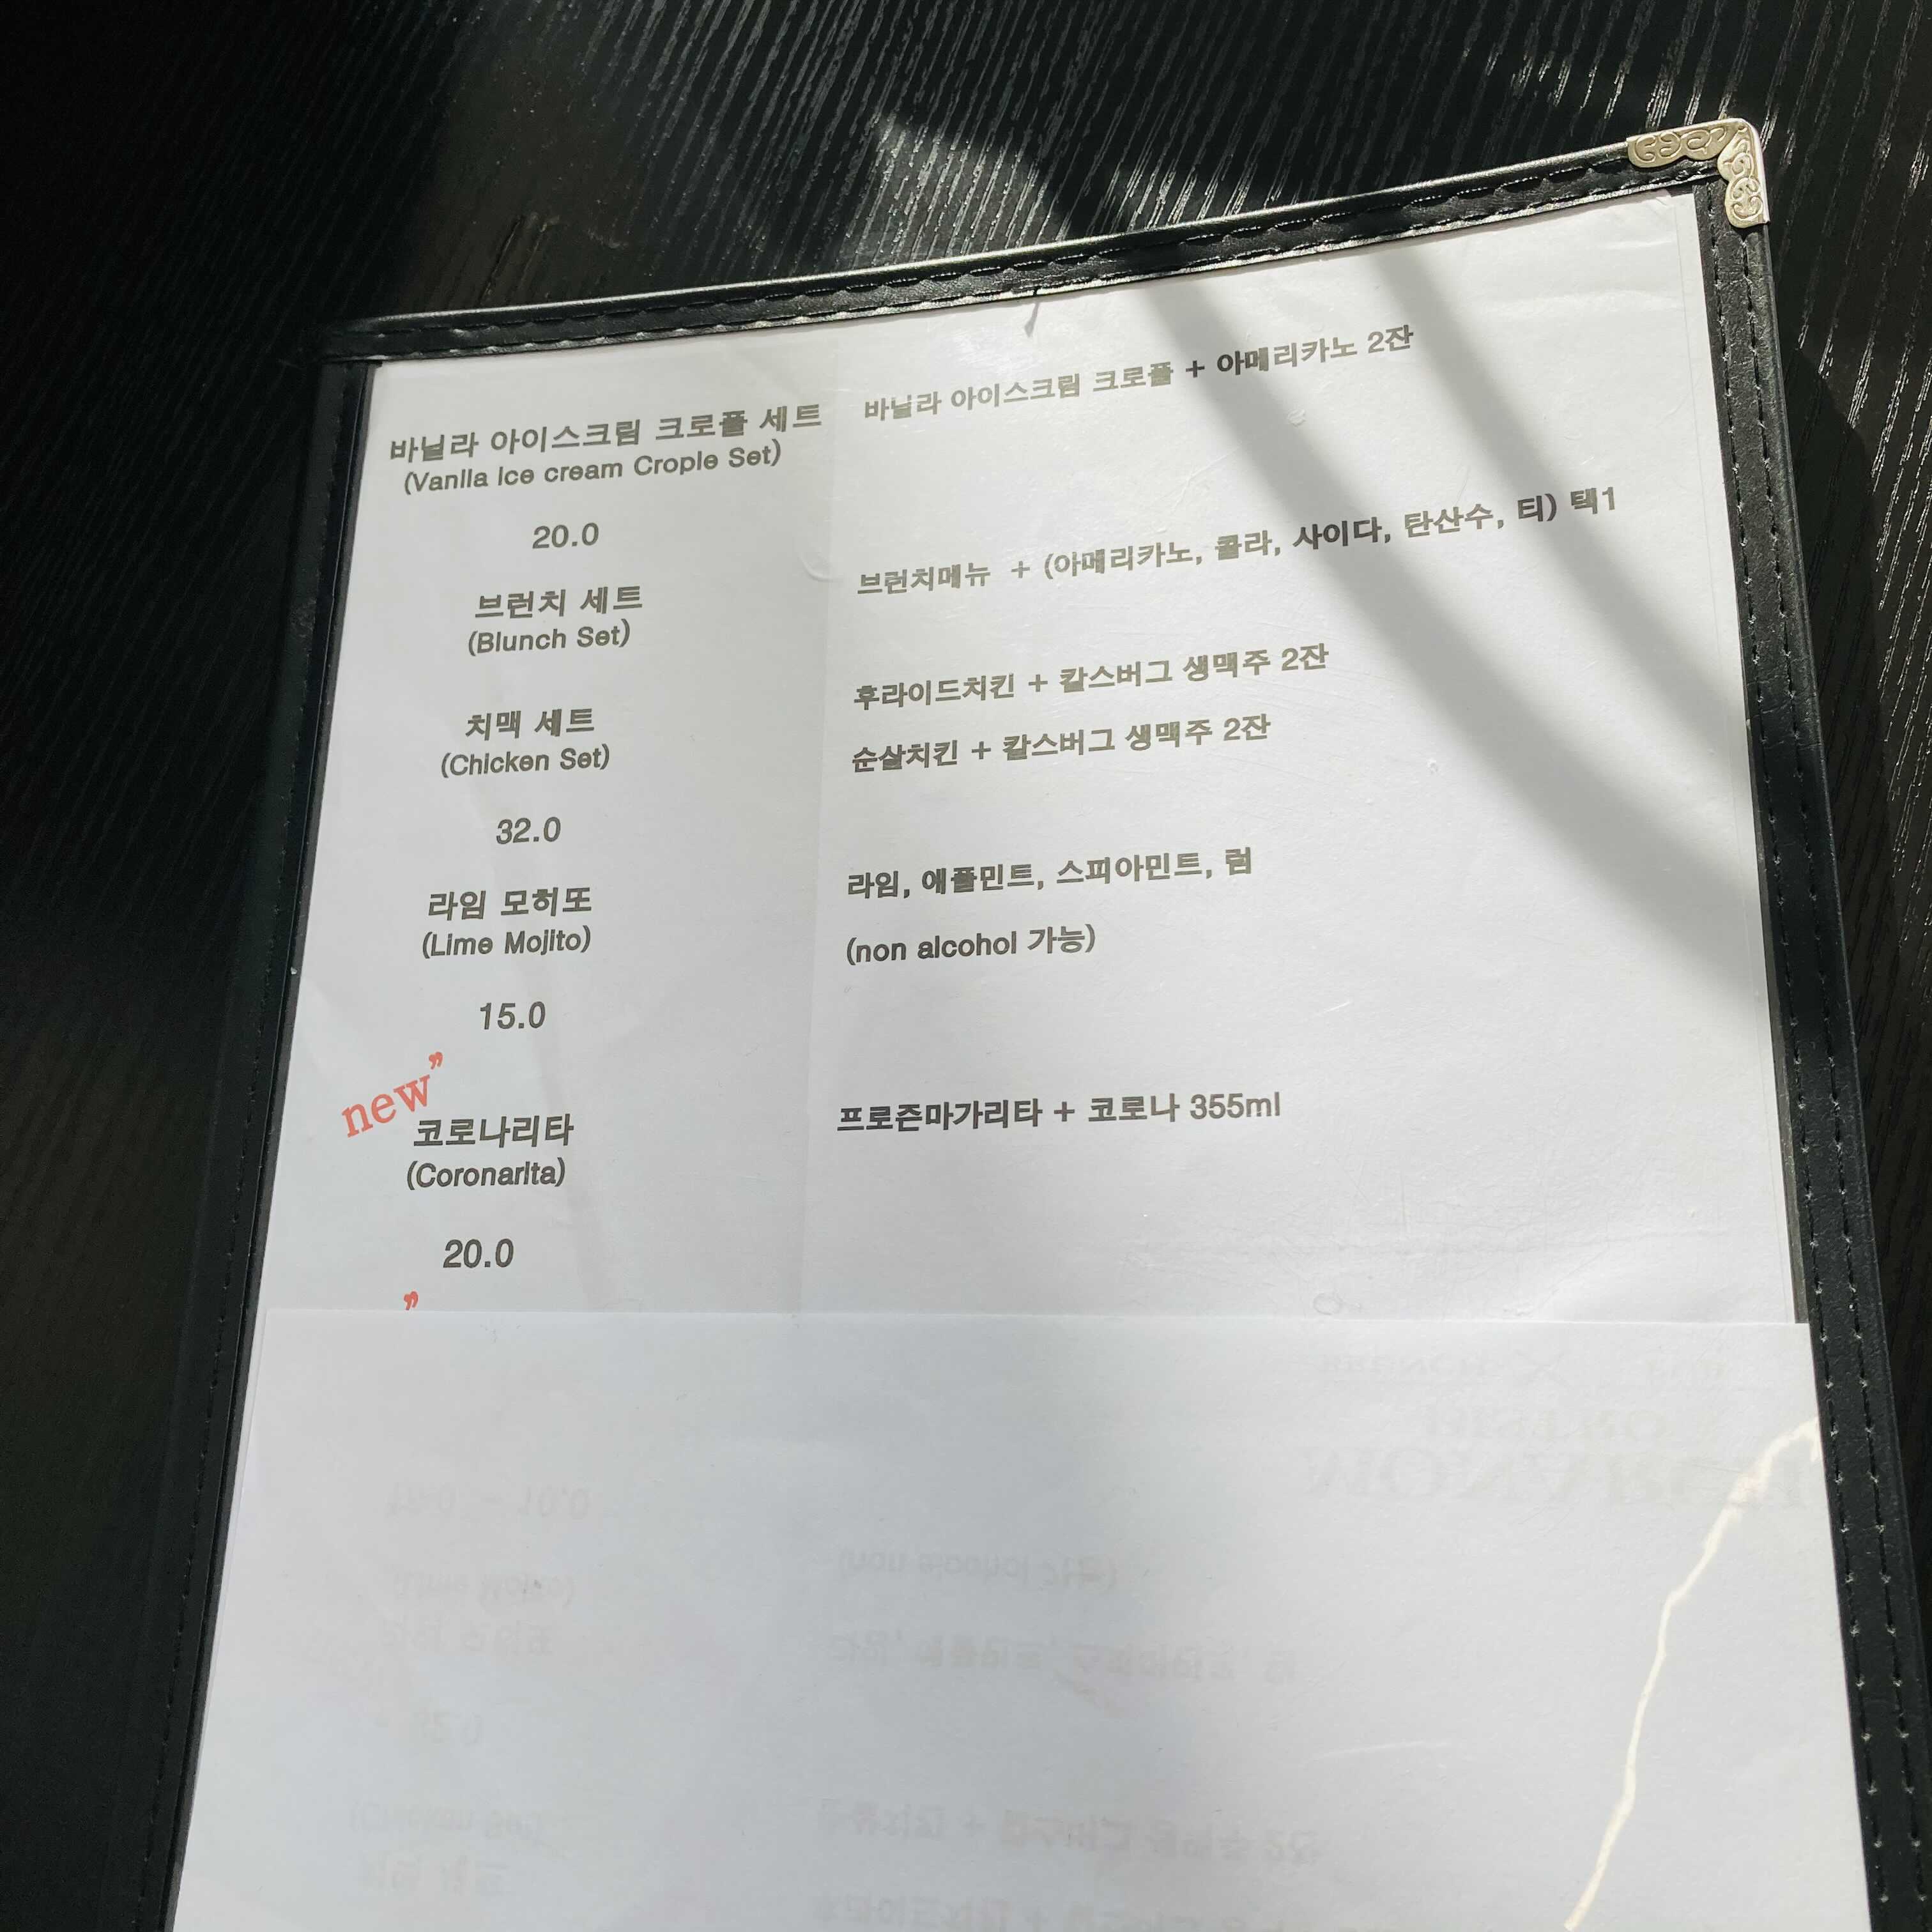 바닐라 아이스크림 크로플 세트
(Vanlla Ice cream Crople Set)
바닐라 아이스크림 크로플 + 아메리카노 2잔
20.0
브런치 세트
(Blunch Set)
브런치메뉴 + (아메리카노, 콜라, 사이다, 탄산수, 티) 택1
치맥 세트
(Chicken Set)
후라이드치킨 + 칼스버그 생맥주 2잔
순살치킨 + 칼스버그 생맥주 2잔
32.0
라임 모히또
(Lime Mojito)
라임, 애플민트, 스피아민트, 럼
(non alcohol 가능)
15.0
new"
코로나리타
(Coronarita)
프로즌마가리타 + 코로나 355ml
20.0
"